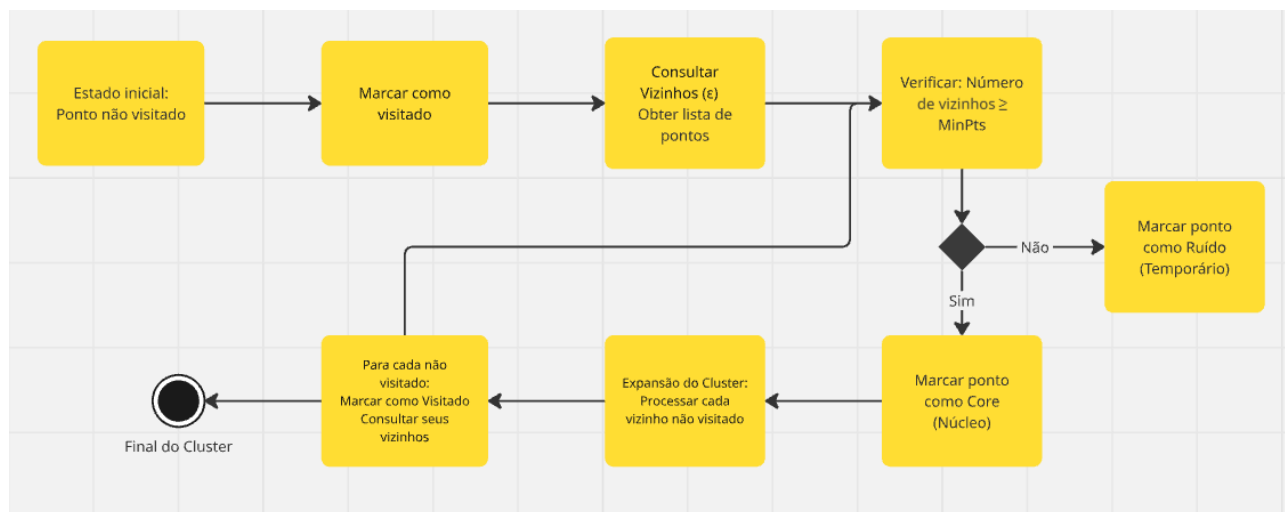 Estado inicial:
Ponto não visitado
Marcar como
visitado
Consultar
Vizinhos (ε)
Obter lista de
pontos
Verificar: Número
de vizinhos ≥
MinPts
Marcar ponto
como Ruído
(Temporário)
Não
Sim
Marcar ponto
como Core
(Núcleo)
Expansão do Cluster:
Processar cada
vizinho não visitado
Para cada não
visitado:
Marcar como Visitado
Consultar seus
vizinhos
Final do Cluster